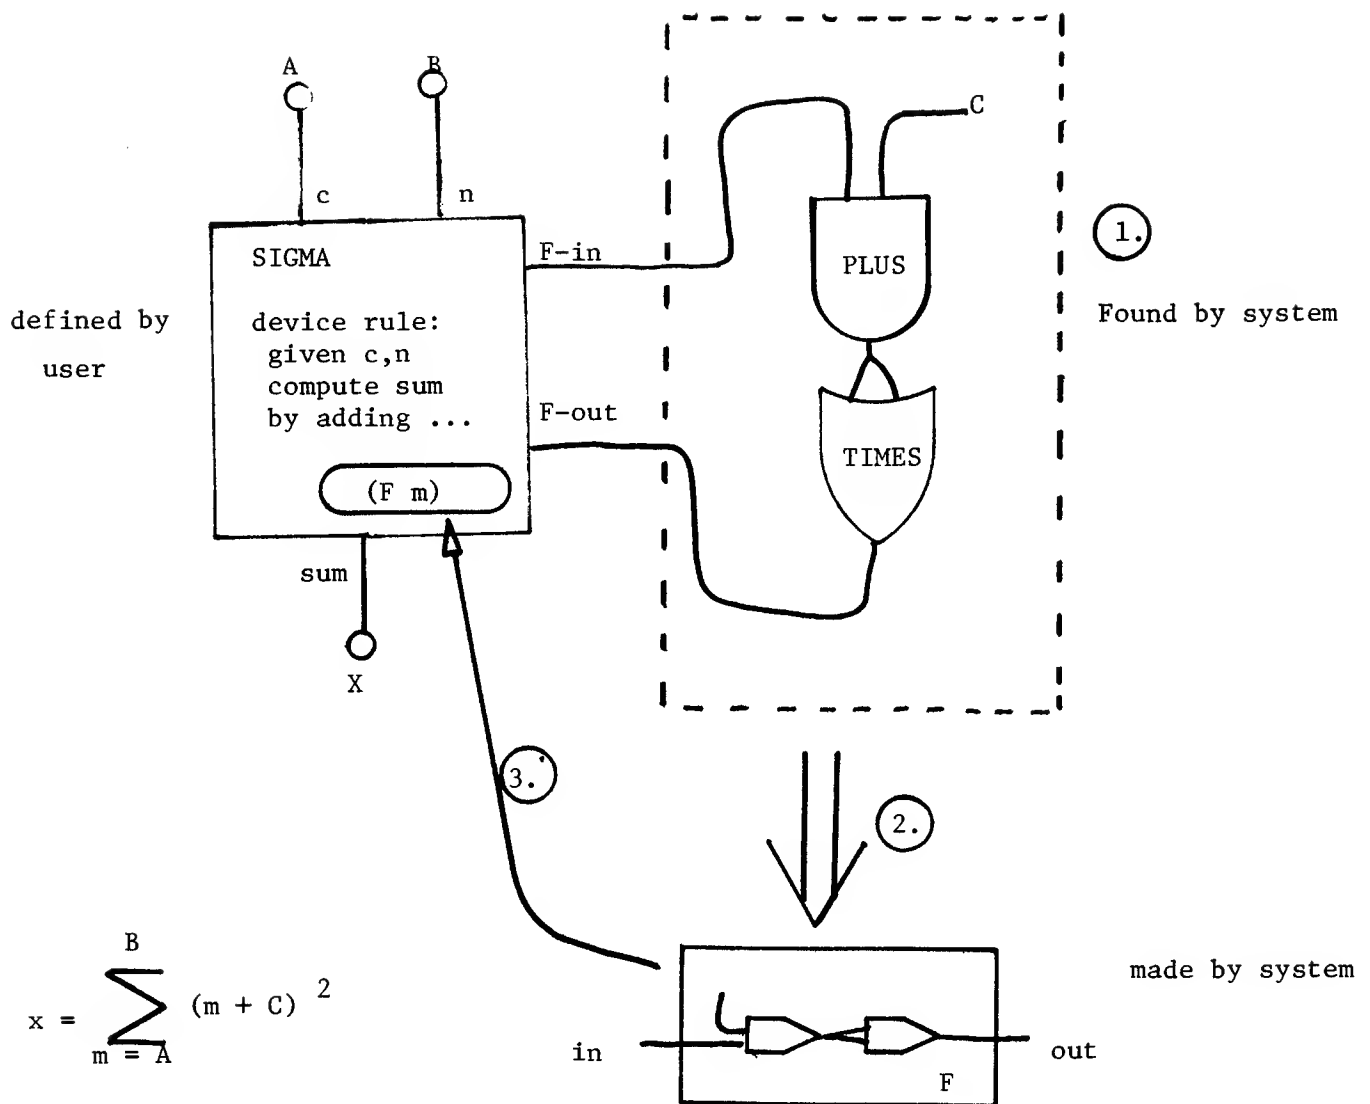 A
B
c
n
C
SIGMA
F-in
PLUS
1.
defined by
user
device rule:
given c,n
compute sum
by adding ...
Found by system
F-out
TIMES
(F m)
sum
X
3.
2.
B
x = ∑ (m + C) 2
m = A
made by system
in
out
F